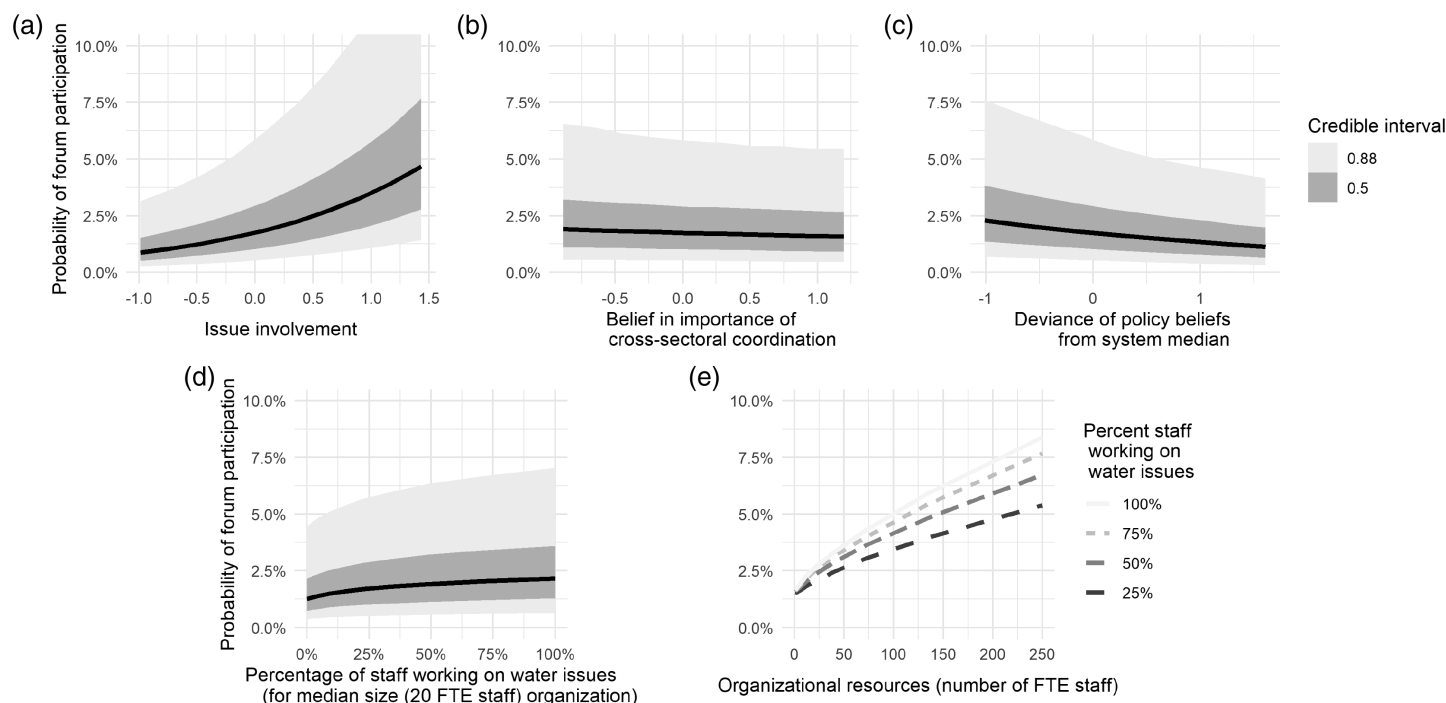 (a)
Probability of forum participation
10.0%
7.5%
5.0%
2.5%
0.0%
-1.0 -0.5 0.0 0.5 1.0 1.5
Issue involvement
(b)
10.0%
7.5%
5.0%
2.5%
0.0%
-0.5 0.0 0.5 1.0
Belief in importance of
cross-sectoral coordination
(c)
10.0%
7.5%
5.0%
2.5%
0.0%
-1 0 1
Deviance of policy beliefs
from system median
Credible interval
0.88
0.5
(d)
Probability of forum participation
10.0%
7.5%
5.0%
2.5%
0.0%
0% 25% 50% 75% 100%
Percentage of staff working on water issues
(for median size (20 FTE staff) organization)
(e)
10.0%
7.5%
5.0%
2.5%
0.0%
0 50 100 150 200 250
Organizational resources (number of FTE staff)
Percent staff
working on
water issues
100%
75%
50%
25%